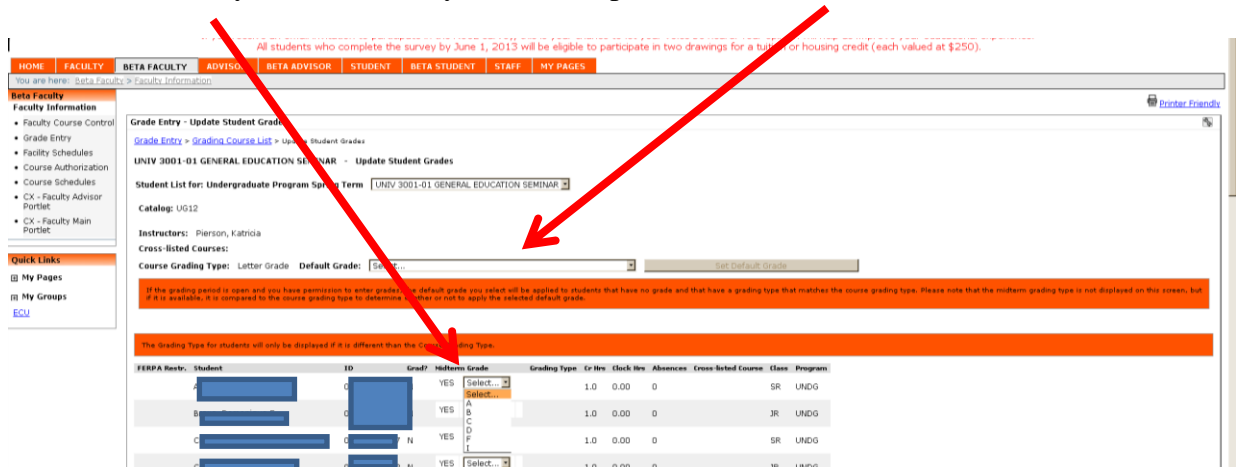 All students who complete the survey by June 1, 2013 will be eligible to participate in two drawings for a tuition or housing credit (each valued at $250).
HOME FACULTY BETA FACULTY ADVISOR BETA ADVISOR STUDENT BETA STUDENT STAFF MY PAGES
You are here: Beta Faculty > Faculty Information
Beta Faculty
Faculty Information
• Faculty Course Control
• Grade Entry
• Facility Schedules
• Course Authorization
• Course Schedules
• CX - Faculty Advisor Portlet
• CX - Faculty Main Portlet
Quick Links
My Pages
My Groups
ECU
Printer Friendly
Grade Entry - Update Student Grades
Grade Entry > Grading Course List > Update Student Grades
UNIV 3001-01 GENERAL EDUCATION SEMINAR - Update Student Grades
Student List for: Undergraduate Program Spring Term UNIV 3001-01 GENERAL EDUCATION SEMINAR
Catalog: UG12
Instructors: Pierson, Katricia
Cross-listed Courses:
Course Grading Type: Letter Grade Default Grade: Select... Set Default Grade
If the grading period is open and you have permission to enter grades, the default grade you select will be applied to students that have no grade and that have a grading type that matches the course grading type. Please note that the midterm grading type is not displayed on this screen, but
if it is available, it is compared to the course grading type to determine whether or not to apply the selected default grade.
The Grading Type for students will only be displayed if it is different than the Course Grading Type.
FERPA Restr. Student ID Grad? Midterm Grade Grading Type Cr Hrs Clock Hrs Absences Cross-listed Course Class Program
YES Select... 1.0 0.00 0 SR UNDG
Select...
A
YES B 1.0 0.00 0 JR UNDG
C
D
N YES F 1.0 0.00 0 SR UNDG
I
N YES Select... 1.0 0.00 0 UNDG